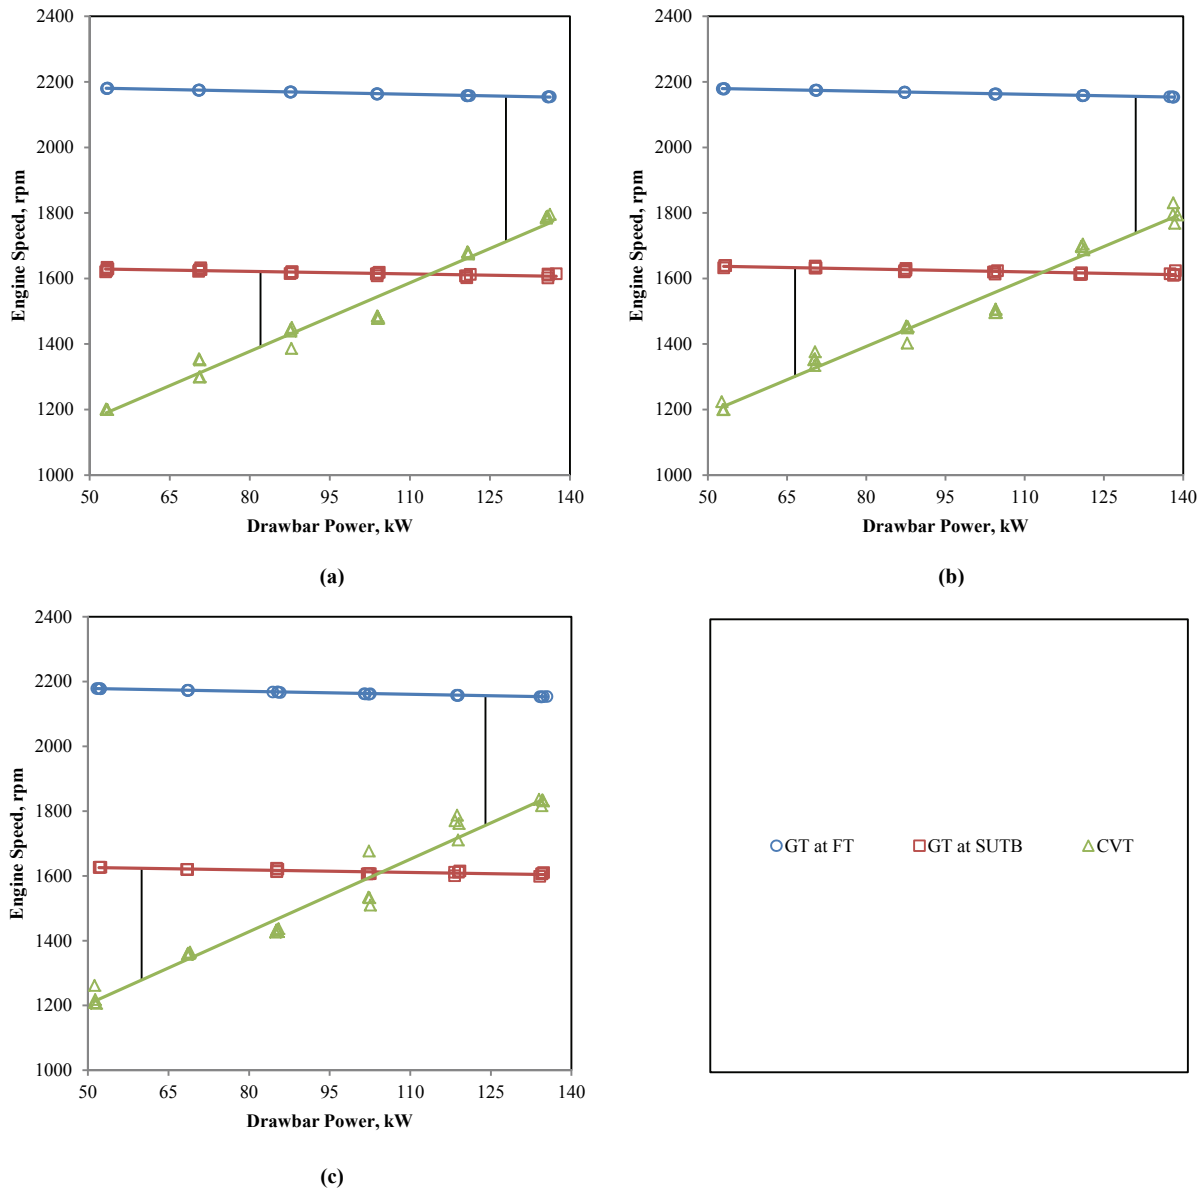 2400
2200
2000
1800
1600
1400
1200
1000
Engine Speed, rpm
50 65 80 95 110 125 140
Drawbar Power, kW
(a)
2400
2200
2000
1800
1600
1400
1200
1000
Engine Speed, rpm
50 65 80 95 110 125 140
Drawbar Power, kW
(b)
2400
2200
2000
1800
1600
1400
1200
1000
Engine Speed, rpm
50 65 80 95 110 125 140
Drawbar Power, kW
(c)
GT at FT GT at SUTB CVT